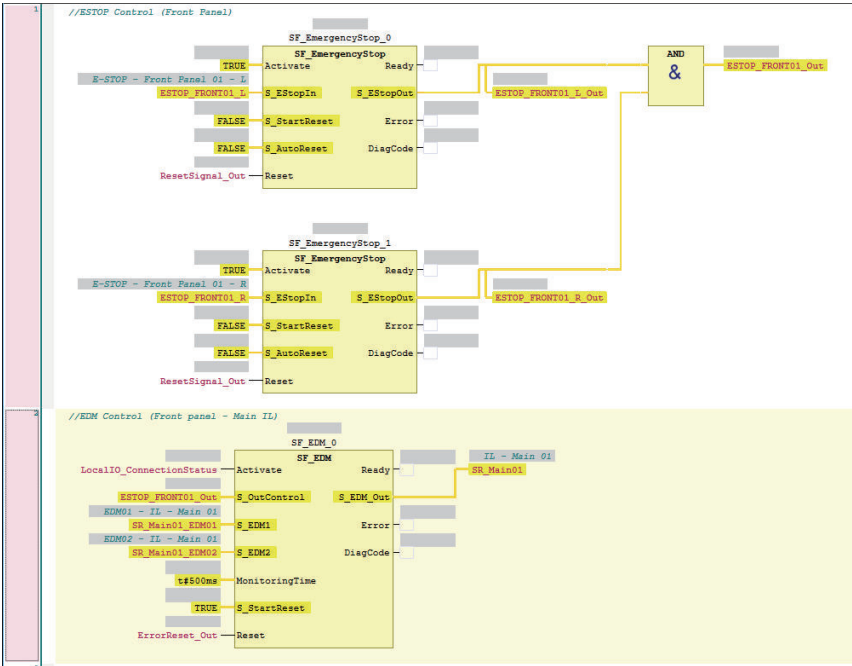 1
//ESTOP Control (Front Panel)
SF_EmergencyStop_0
SF_EmergencyStop
AND
&
TRUE Activate Ready
ESTOP_FRONT01_Out
E-STOP - Front Panel 01 - L
ESTOP_FRONT01_L S_EStopIn S_EStopOut ESTOP_FRONT01_L_Out
FALSE S_StartReset Error
FALSE S_AutoReset DiagCode
ResetSignal_Out Reset
SF_EmergencyStop_1
SF_EmergencyStop
TRUE Activate Ready
E-STOP - Front Panel 01 - R
ESTOP_FRONT01_R S_EStopIn S_EStopOut ESTOP_FRONT01_R_Out
FALSE S_StartReset Error
FALSE S_AutoReset DiagCode
ResetSignal_Out Reset
2
//EDM Control (Front panel - Main IL)
SF_EDM_0
SF_EDM
IL - Main 01
LocalIO_ConnectionStatus Activate Ready SR_Main01
ESTOP_FRONT01_Out S_OutControl S_EDM_Out
EDM01 - IL - Main 01
SR_Main01_EDM01 S_EDM1 Error
EDM02 - IL - Main 01
SR_Main01_EDM02 S_EDM2 DiagCode
t#500ms MonitoringTime
TRUE S_StartReset
ErrorReset_Out Reset